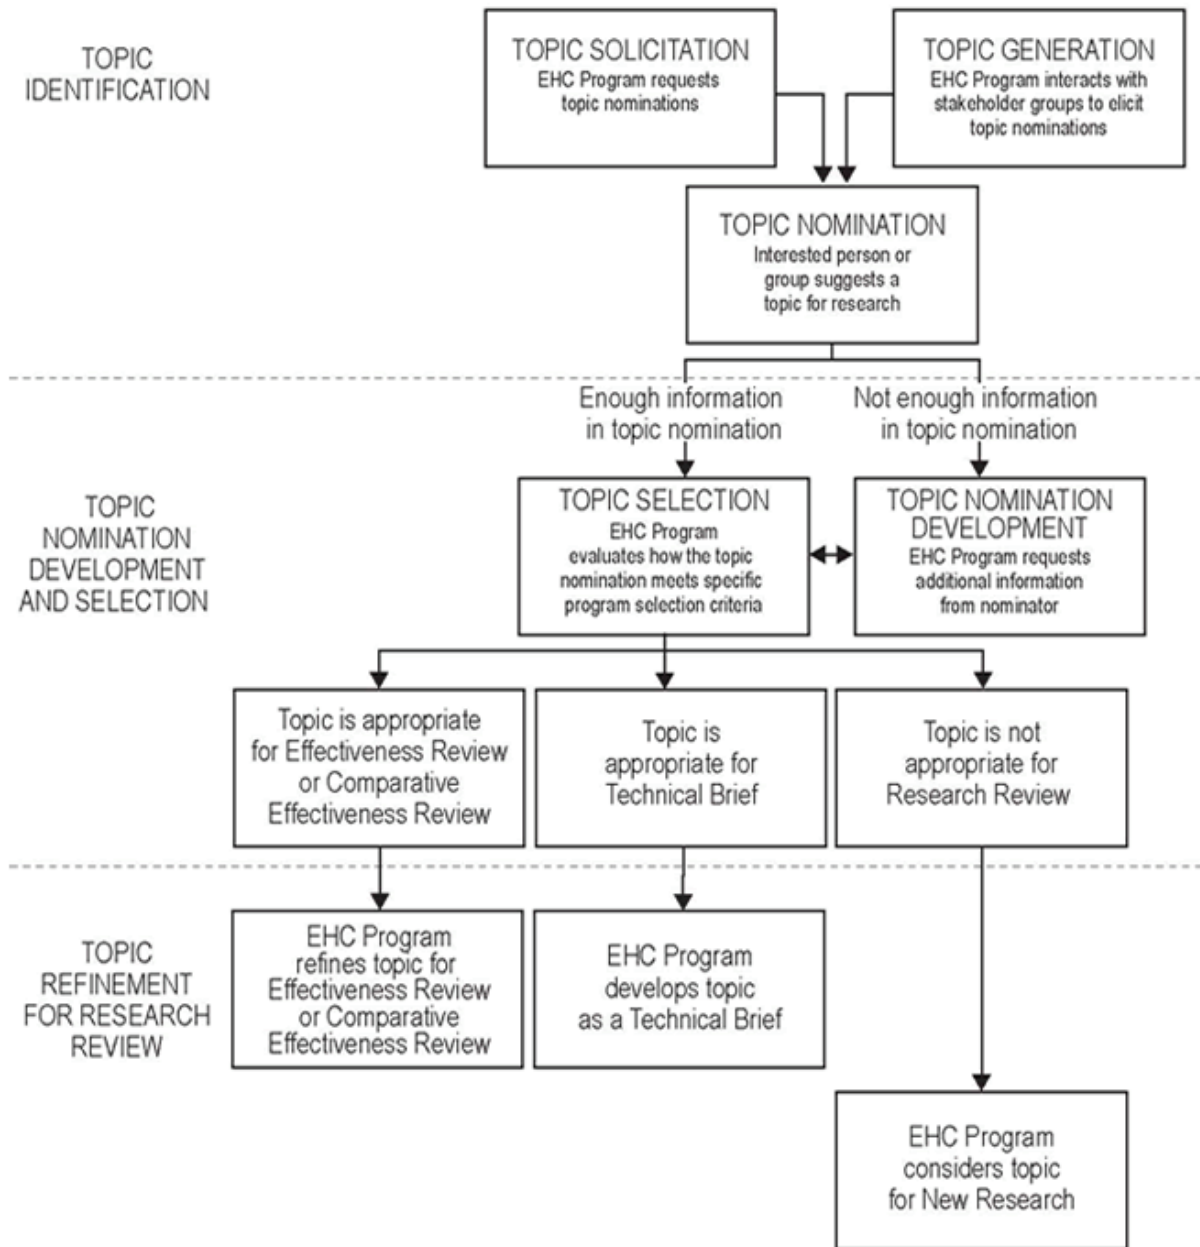 TOPIC
IDENTIFICATION
TOPIC SOLICITATION
EHC Program requests
topic nominations
TOPIC GENERATION
EHC Program interacts with
stakeholder groups to elicit
topic nominations
TOPIC NOMINATION
Interested person or
group suggests a
topic for research
Enough information
in topic nomination
Not enough information
in topic nomination
TOPIC
NOMINATION
DEVELOPMENT
AND SELECTION
TOPIC SELECTION
EHC Program
evaluates how the topic
nomination meets specific
program selection criteria
TOPIC NOMINATION
DEVELOPMENT
EHC Program requests
additional information
from nominator
Topic is appropriate
for Effectiveness Review
or Comparative
Effectiveness Review
Topic is
appropriate for
Technical Brief
Topic is not
appropriate for
Research Review
TOPIC
REFINEMENT
FOR RESEARCH
REVIEW
EHC Program
refines topic for
Effectiveness Review
or Comparative
Effectiveness Review
EHC Program
develops topic
as a Technical Brief
EHC Program
considers topic
for New Research